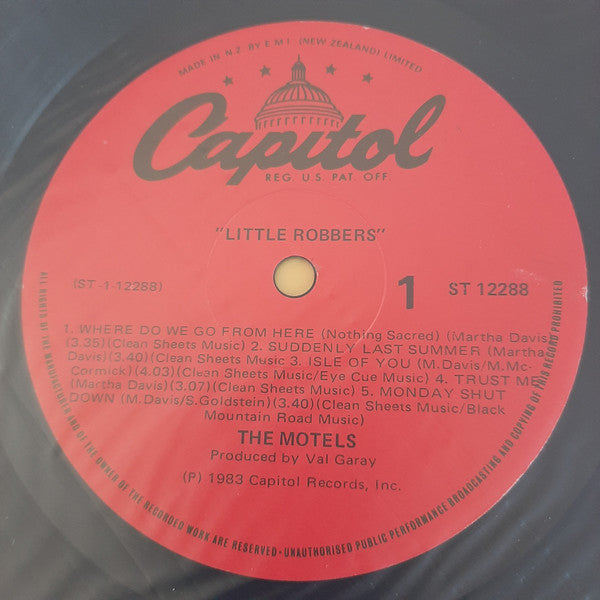 MADE IN N.Z. BY E M I (NEW ZEALAND) LIMITED
Capitol
REG. U.S. PAT. OFF.
"LITTLE ROBBERS"
(ST-1-12288)
1
ST 12288
1. WHERE DO WE GO FROM HERE (Nothing Sacred) (Martha Davis)
(3.35)(Clean Sheets Music) 2. SUDDENLY LAST SUMMER (Martha
Davis)(3.40)(Clean Sheets Music) 3. ISLE OF YOU (M.Davis/M.Mc-
Cormick)(4.03)(Clean Sheets Music/Eye Cue Music) 4. TRUST ME
(Martha Davis)(3.07)(Clean Sheets Music) 5. MONDAY SHUT
DOWN (M.Davis/S.Goldstein)(3.40)(Clean Sheets Music/Black
Mountain Road Music)
THE MOTELS
Produced by Val Garay
(P) 1983 Capitol Records, Inc.
ALL RIGHTS OF THE MANUFACTURER AND OF THE OWNER OF THE RECORDED WORK ARE RESERVED · UNAUTHORISED PUBLIC PERFORMANCE BROADCASTING AND COPYING OF THIS RECORD PROHIBITED